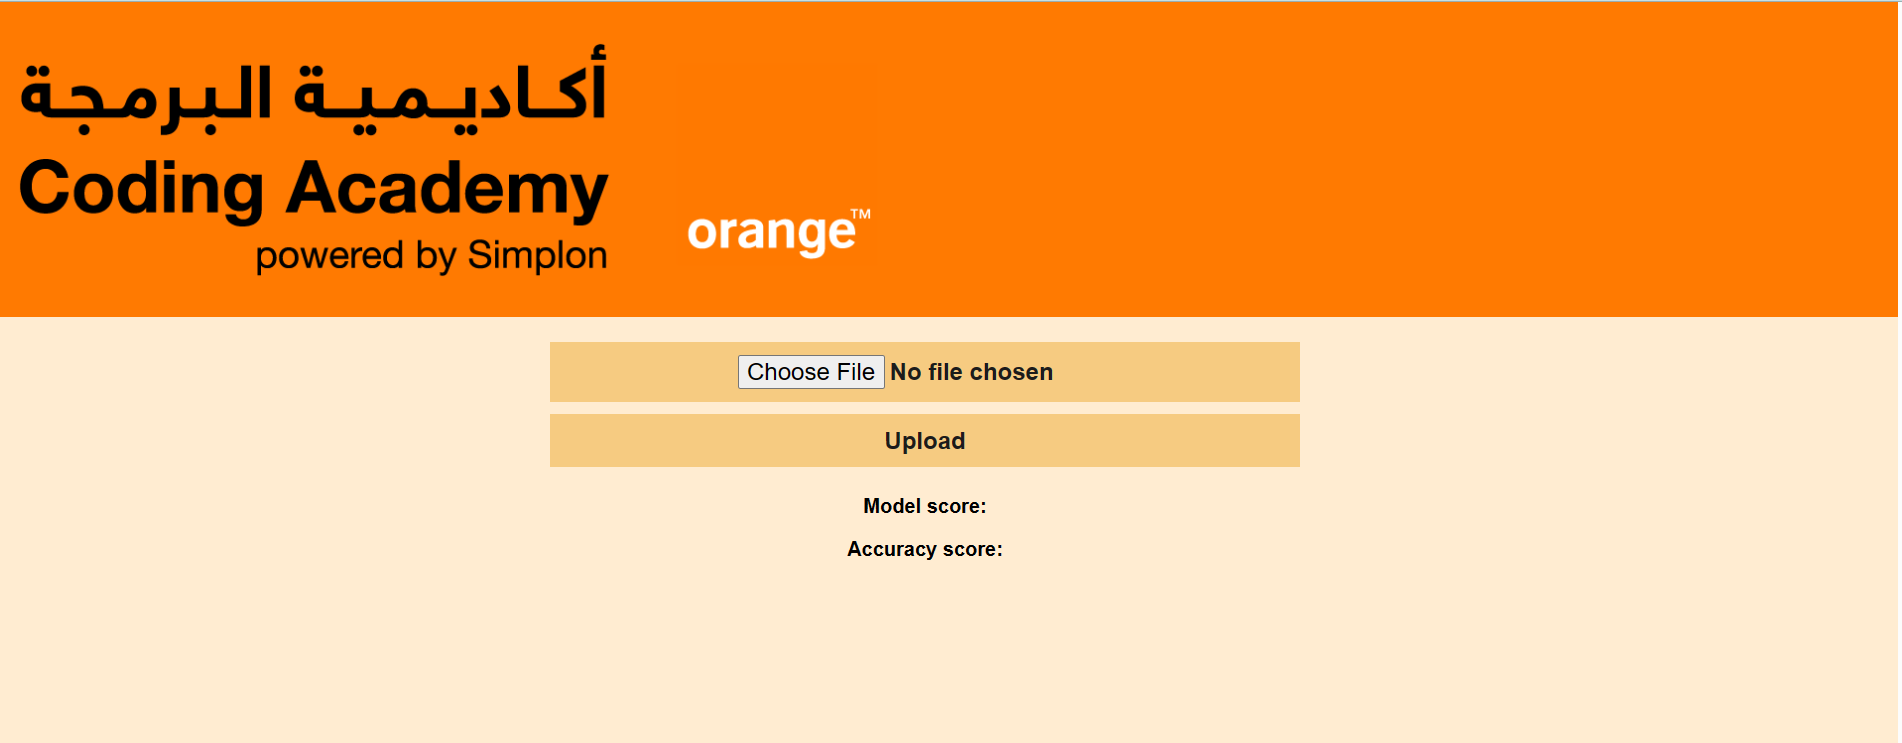 أكاديمية البرمجة
Coding Academy
powered by Simplon
orange™
Choose File No file chosen
Upload
Model score:
Accuracy score: